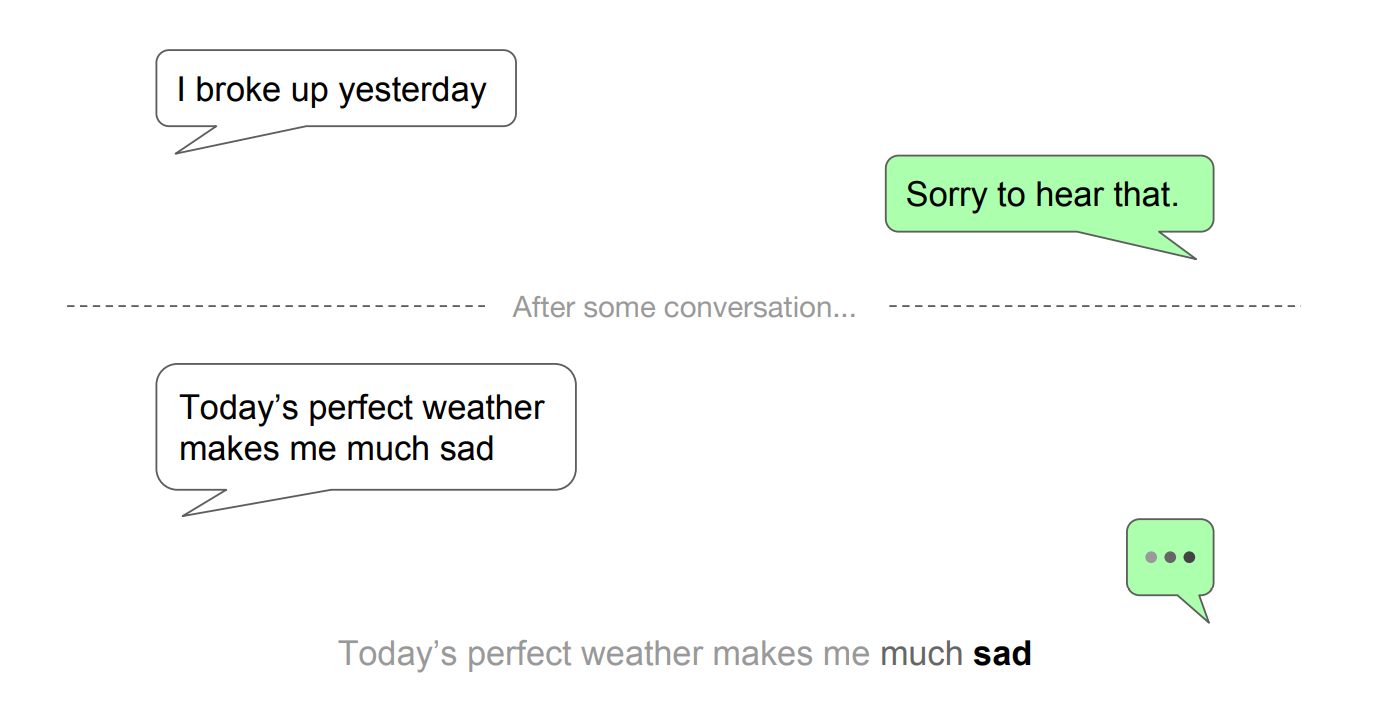 I broke up yesterday
Sorry to hear that.
After some conversation...
Today’s perfect weather
makes me much sad
Today’s perfect weather makes me much sad